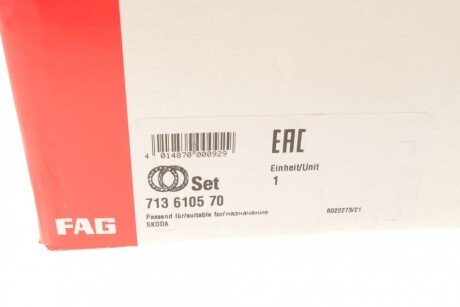 4 014870 000929
EAC
Set
Einheit/Unit
1
713 6105 70
Passend für/suitable for/назначение
SKODA
6022273/21
FAG